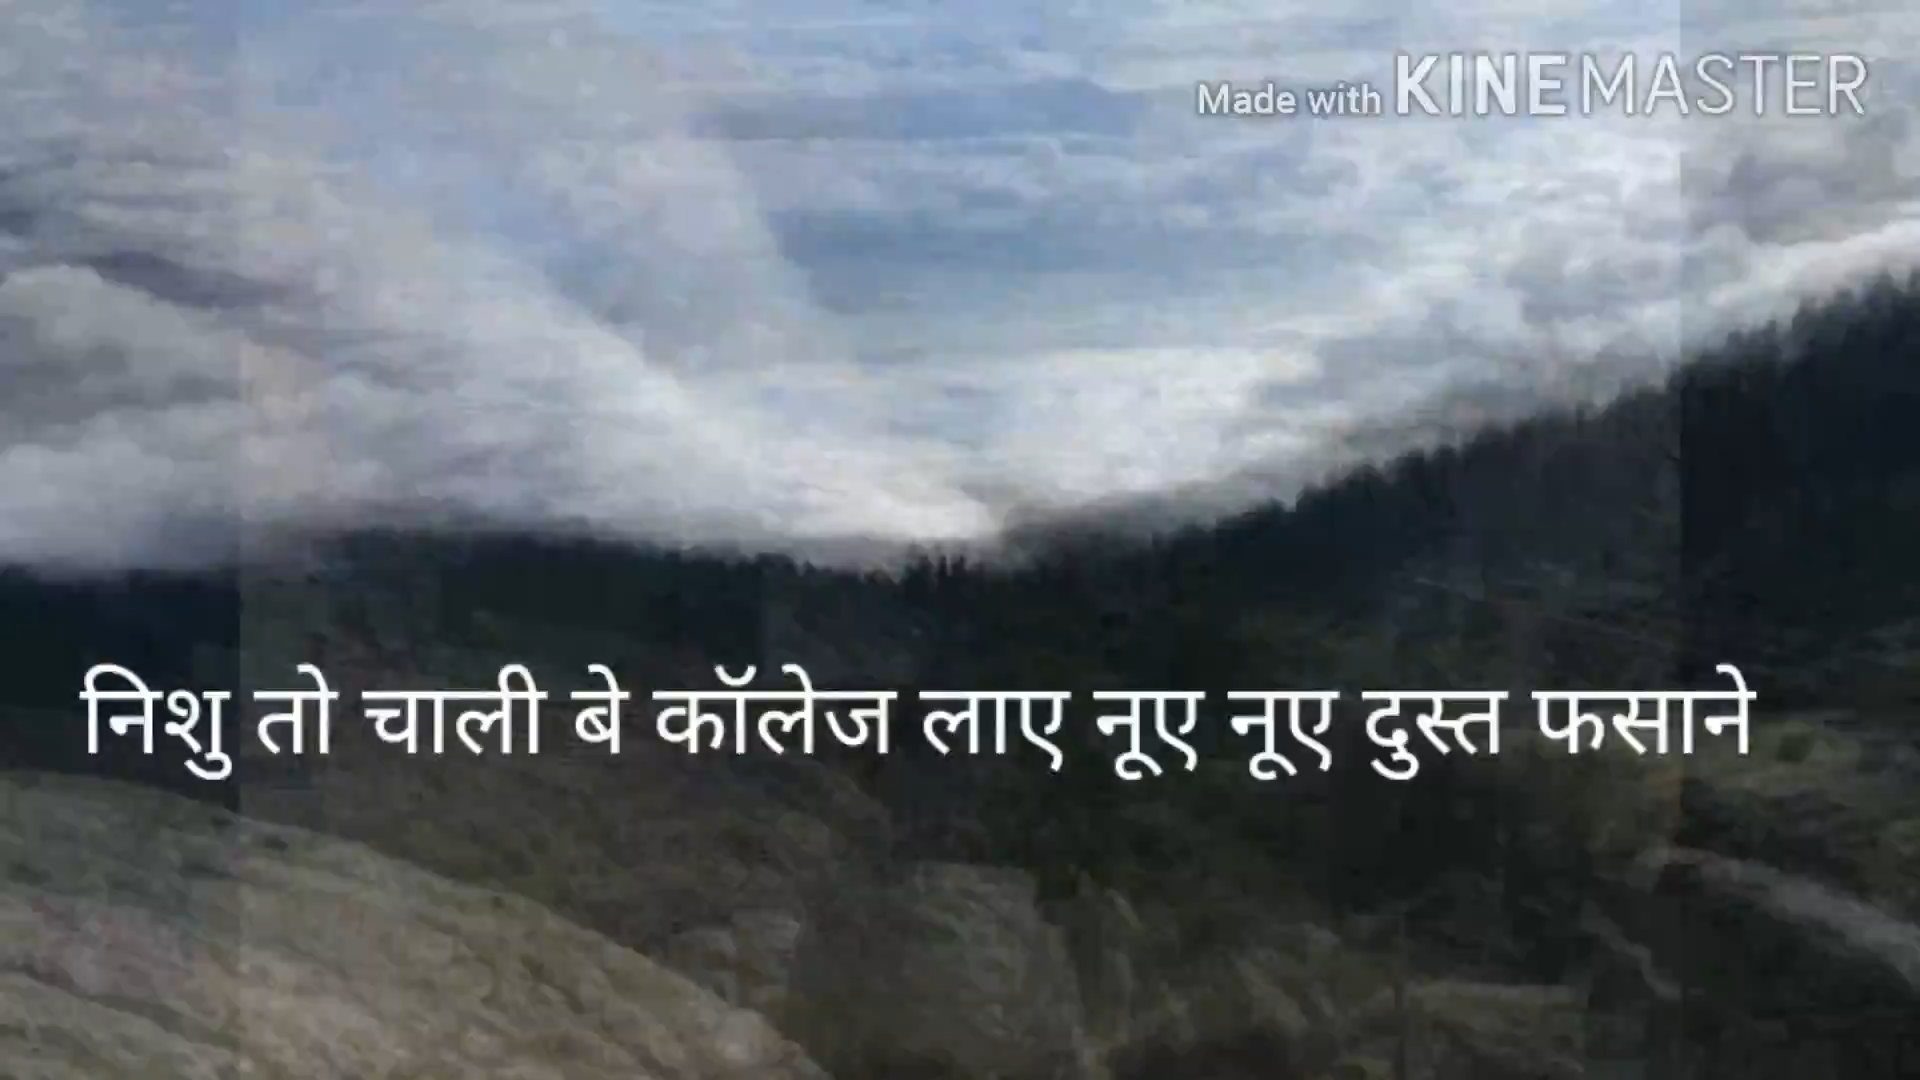 Made with KINEMASTER
निशु तो चाली बे कॉलेज लाए नूए नूए दुस्त फसाने